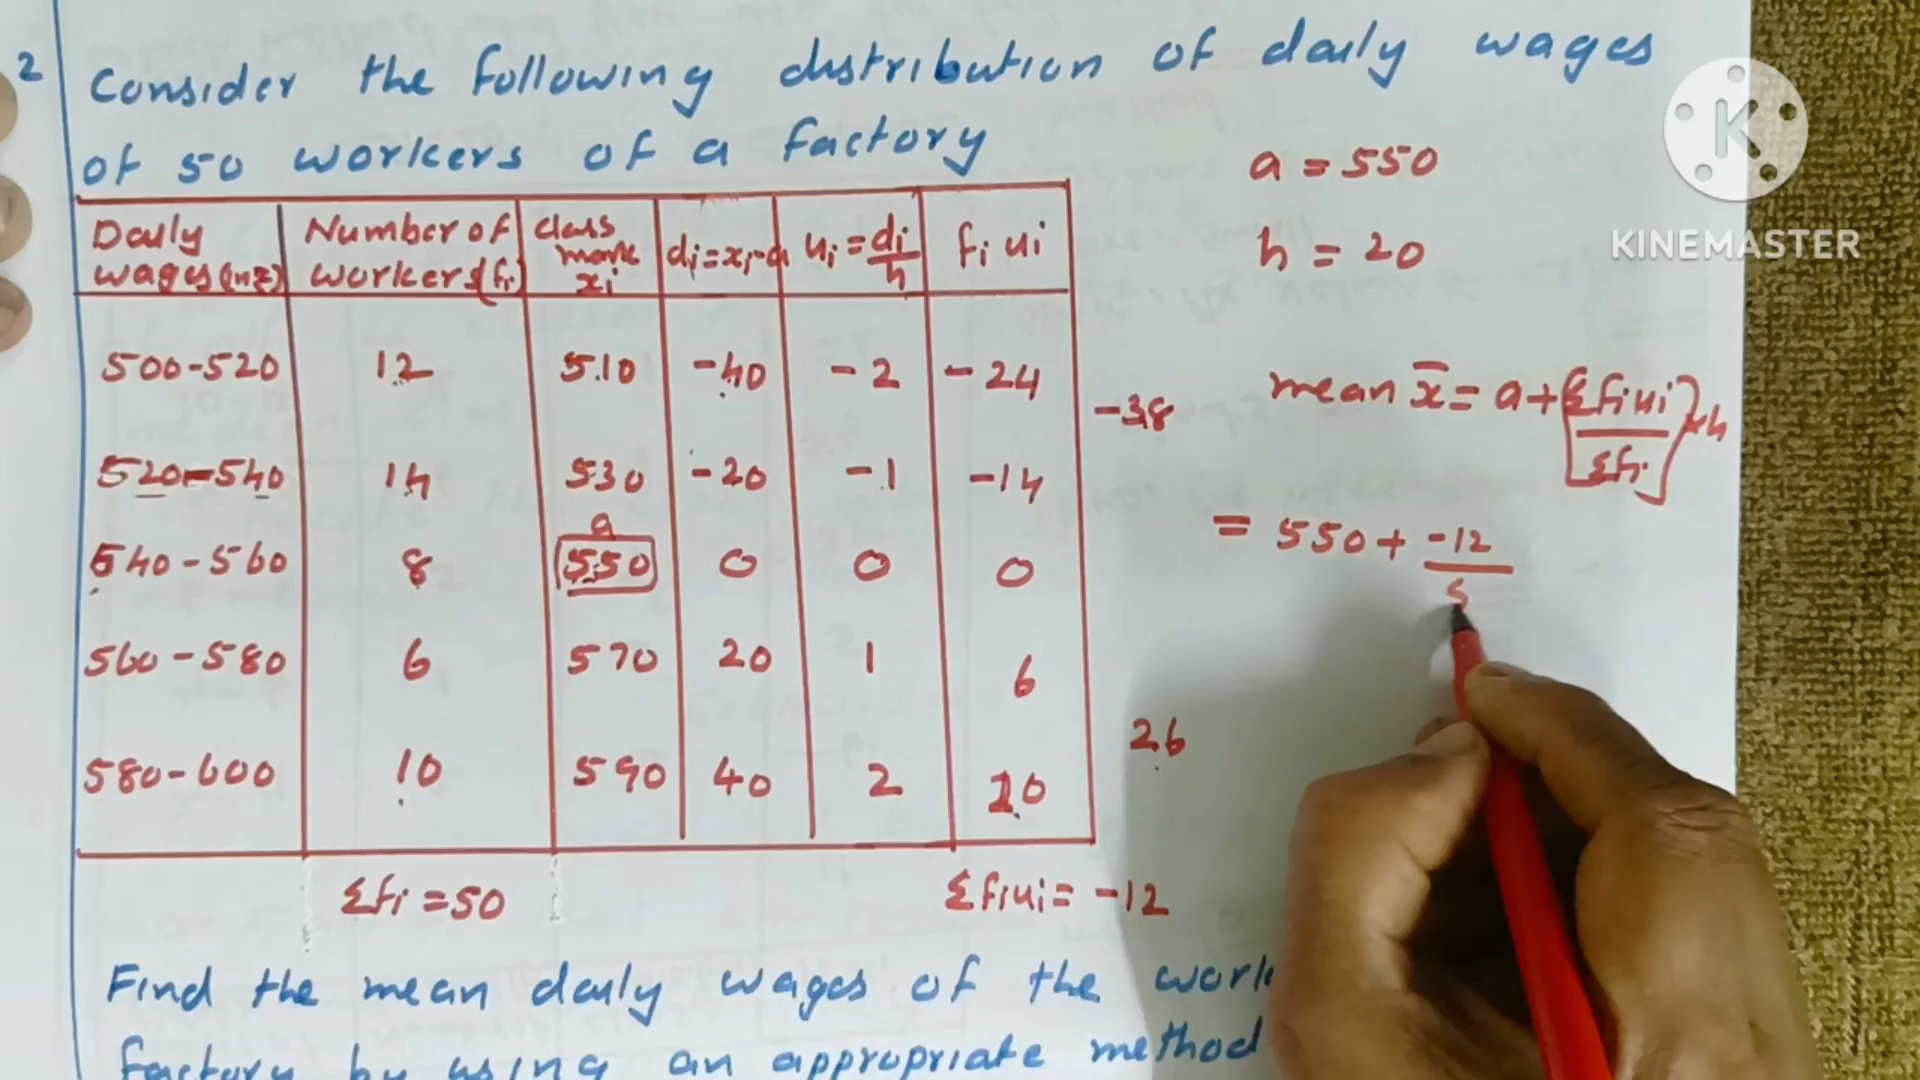 2
Consider the following distribution of daily wages
of 50 workers of a factory
Daily wages (in ₹) | Number of workers (fi) | class mark xi | di = xi - a | ui = di/h | fi ui
500-520 | 12 | 510 | -40 | -2 | -24
520-540 | 14 | 530 | -20 | -1 | -14
a
540-560 | 8 | 550 | 0 | 0 | 0
560-580 | 6 | 570 | 20 | 1 | 6
580-600 | 10 | 590 | 40 | 2 | 20
Σfi = 50
Σfiui = -12
-38
26
Find the mean daily wages of the
factory by using an appropriate method
a = 550
h = 20
mean x̄ = a + [Σfiui / Σfi] × h
= 550 + -12 / 5
K
KINEMASTER